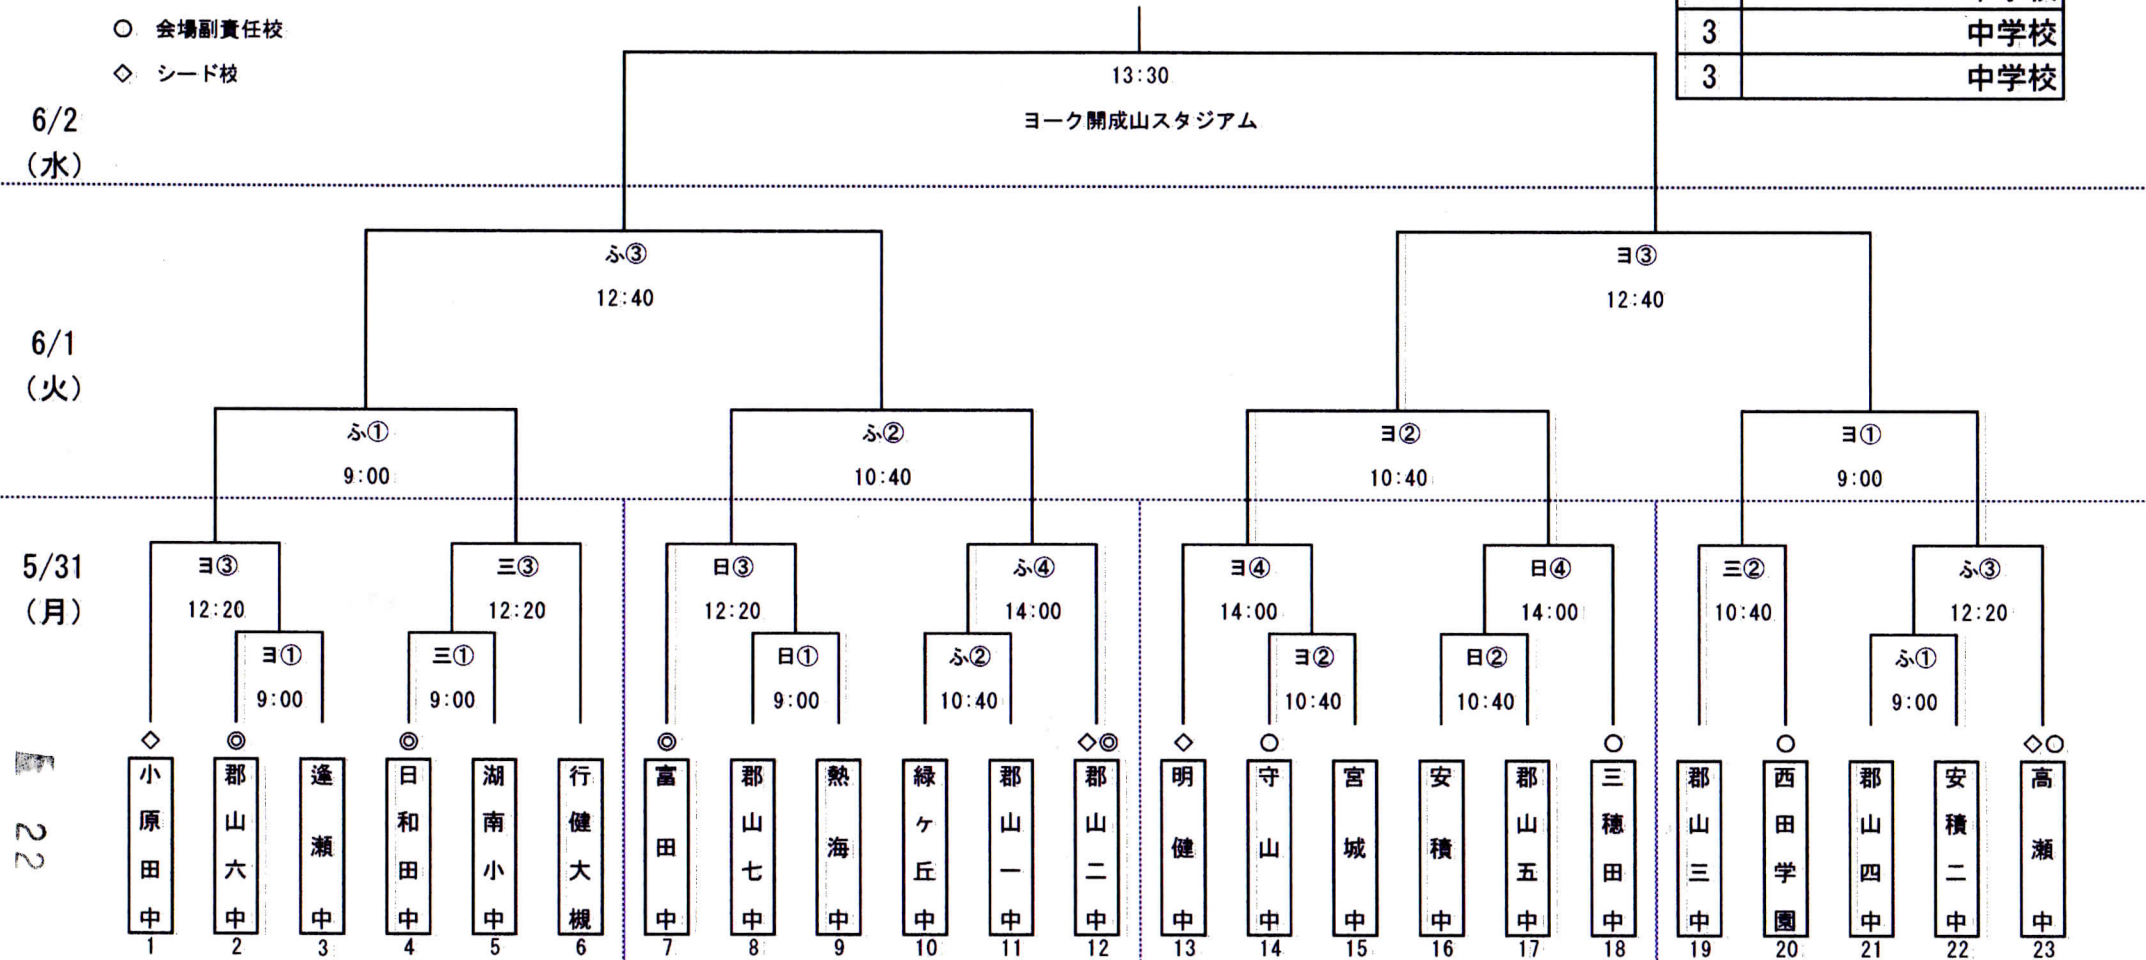 ○ 会場副責任校
◇ シード校
3 中学校
3 中学校
13:30
ヨーク開成山スタジアム
6/2
(水)
ふ③
12:40
ヨ③
12:40
6/1
(火)
ふ①
9:00
ふ②
10:40
ヨ②
10:40
ヨ①
9:00
5/31
(月)
ヨ③
12:20
三③
12:20
日③
12:20
ふ④
14:00
ヨ④
14:00
日④
14:00
三②
10:40
ふ③
12:20
ヨ①
9:00
三①
9:00
日①
9:00
ふ②
10:40
ヨ②
10:40
日②
10:40
ふ①
9:00
◇ 小原田中 1
◎ 郡山六中 2
逢瀬中 3
◎ 日和田中 4
湖南小中 5
行健大槻 6
◎ 富田中 7
郡山七中 8
熱海中 9
緑ヶ丘中 10
郡山一中 11
◇◎ 郡山二中 12
◇ 明健中 13
○ 守山中 14
宮城中 15
安積中 16
郡山五中 17
○ 三穂田中 18
郡山三中 19
○ 西田学園 20
郡山四中 21
安積二中 22
◇○ 高瀬中 23
22